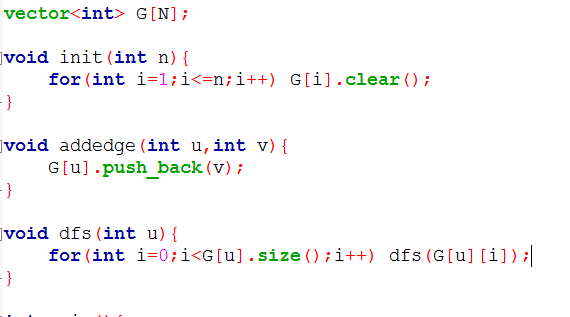 vector<int> G[N];
void init(int n){
for(int i=1;i<=n;i++) G[i].clear();
}
void addedge(int u,int v){
G[u].push_back(v);
}
void dfs(int u){
for(int i=0;i<G[u].size();i++) dfs(G[u][i]);
}